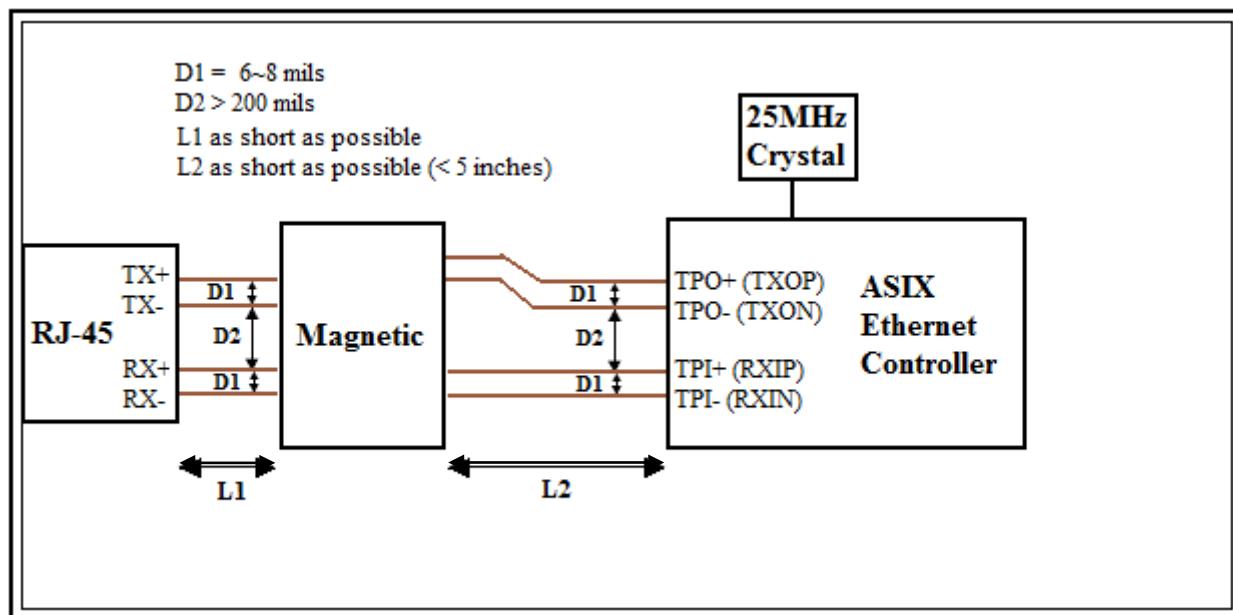 D1 = 6~8 mils
D2 > 200 mils
L1 as short as possible
L2 as short as possible (< 5 inches)
25MHz
Crystal
RJ-45
TX+
TX-
RX+
RX-
D1
D2
D1
Magnetic
D1
D2
D1
TPO+ (TXOP)
TPO- (TXON)
TPI+ (RXIP)
TPI- (RXIN)
ASIX
Ethernet
Controller
L1
L2